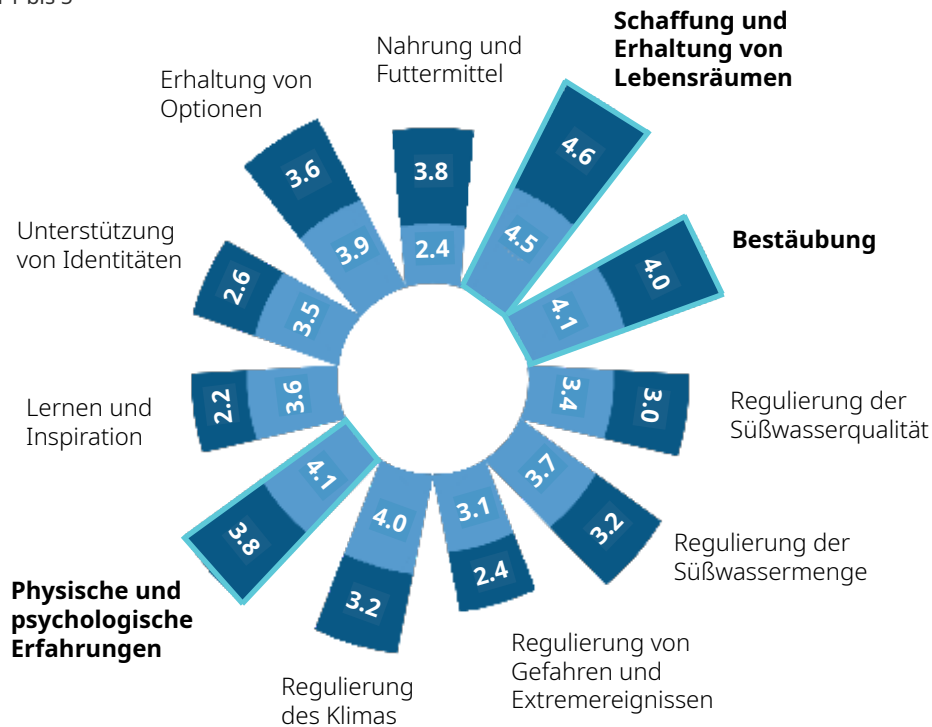 1 bis 5
Schaffung und
Erhaltung von
Lebensräumen
Nahrung und
Futtermittel
Erhaltung von
Optionen
Unterstützung
von Identitäten
Lernen und
Inspiration
Physische und
psychologische
Erfahrungen
Regulierung
des Klimas
Regulierung von
Gefahren und
Extremereignissen
Regulierung der
Süßwassermenge
Regulierung der
Süßwasserqualität
Bestäubung
4.6
4.5
4.0
4.1
3.0
3.4
3.2
3.7
2.4
3.1
3.2
4.0
3.8
4.1
2.2
3.6
2.6
3.5
3.6
3.9
3.8
2.4